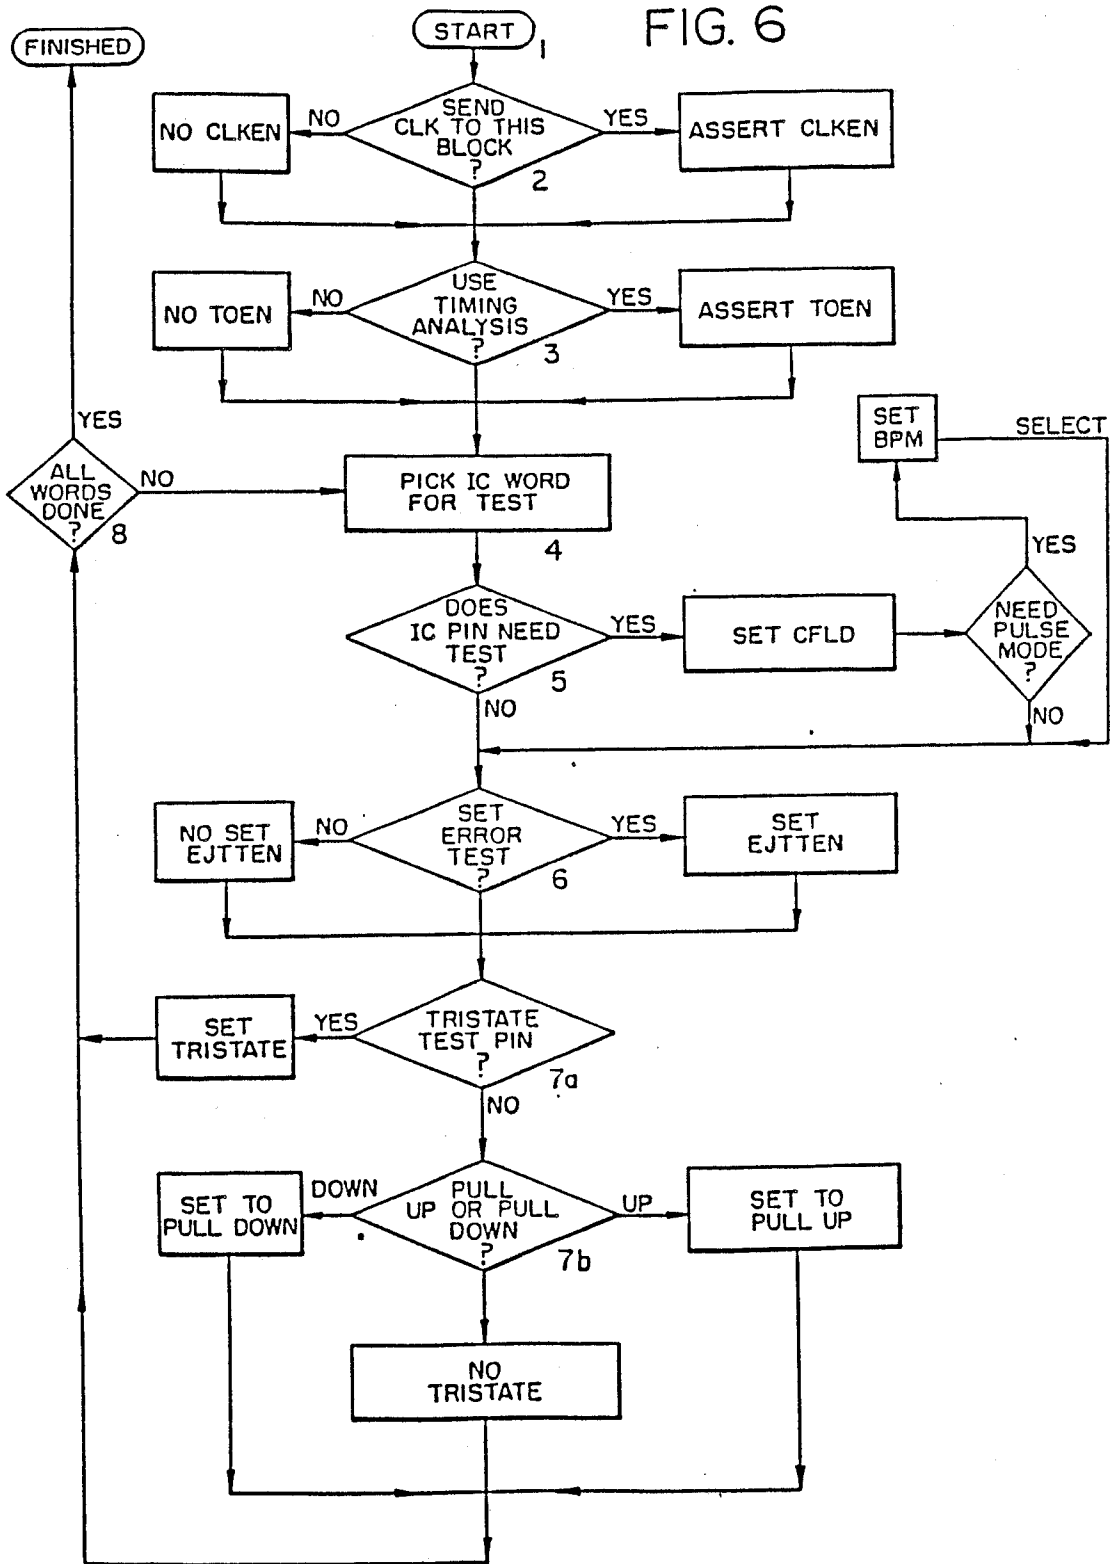 FIG. 6
FINISHED
START
1
NO CLKEN
NO
SEND
CLK TO THIS
BLOCK
?
2
YES
ASSERT CLKEN
NO TOEN
NO
USE
TIMING
ANALYSIS
?
3
YES
ASSERT TOEN
YES
ALL
WORDS
DONE
?
8
NO
PICK IC WORD
FOR TEST
4
SET
BPM
SELECT
YES
DOES
IC PIN NEED
TEST
?
5
YES
NO
SET CFLD
NEED
PULSE
MODE
?
NO
NO SET
EJTTEN
NO
SET
ERROR
TEST
?
6
YES
SET
EJTTEN
SET
TRISTATE
YES
TRISTATE
TEST PIN
?
7a
NO
SET TO
PULL DOWN
DOWN
PULL
UP OR PULL
DOWN
?
7b
UP
SET TO
PULL UP
NO
TRISTATE